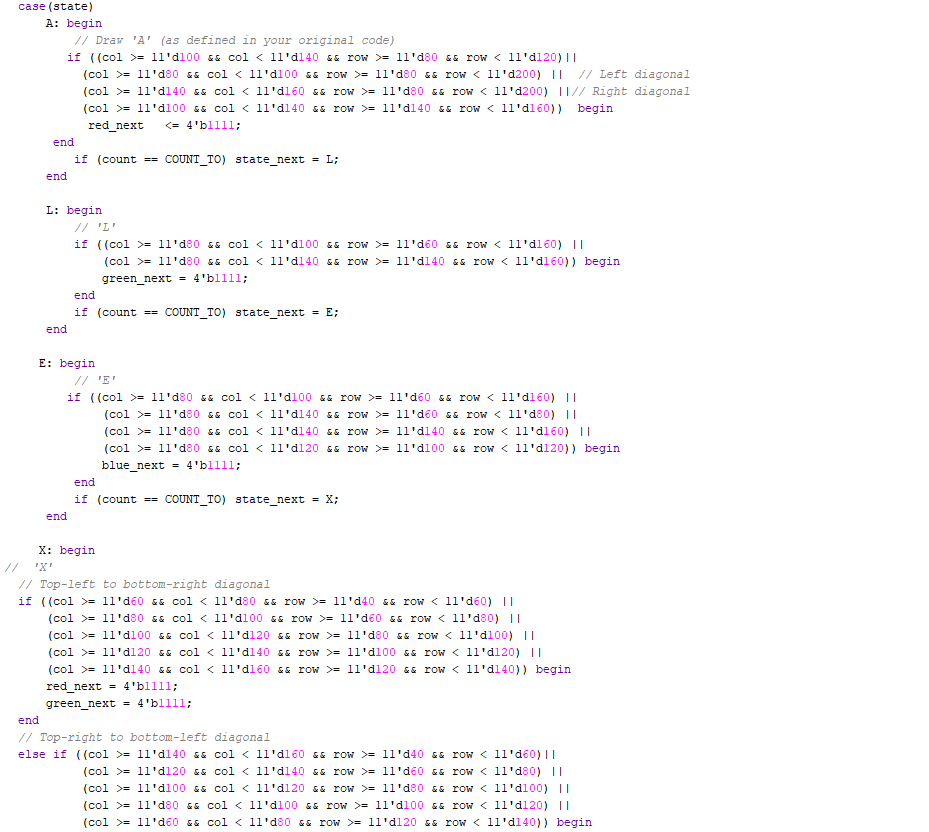 case(state)
A: begin
// Draw 'A' (as defined in your original code)
if ((col >= 11'd100 && col < 11'd140 && row >= 11'd80 && row < 11'd120)||
(col >= 11'd80 && col < 11'd100 && row >= 11'd80 && row < 11'd200) || // Left diagonal
(col >= 11'd140 && col < 11'd160 && row >= 11'd80 && row < 11'd200) ||// Right diagonal
(col >= 11'd100 && col < 11'd140 && row >= 11'd140 && row < 11'd160)) begin
red_next <= 4'b1111;
end
if (count == COUNT_TO) state_next = L;
end
L: begin
// 'L'
if ((col >= 11'd80 && col < 11'd100 && row >= 11'd60 && row < 11'd160) ||
(col >= 11'd80 && col < 11'd140 && row >= 11'd140 && row < 11'd160)) begin
green_next = 4'b1111;
end
if (count == COUNT_TO) state_next = E;
end
E: begin
// 'E'
if ((col >= 11'd80 && col < 11'd100 && row >= 11'd60 && row < 11'd160) ||
(col >= 11'd80 && col < 11'd140 && row >= 11'd60 && row < 11'd80) ||
(col >= 11'd80 && col < 11'd140 && row >= 11'd140 && row < 11'd160) ||
(col >= 11'd80 && col < 11'd120 && row >= 11'd100 && row < 11'd120)) begin
blue_next = 4'b1111;
end
if (count == COUNT_TO) state_next = X;
end
X: begin
// 'X'
// Top-left to bottom-right diagonal
if ((col >= 11'd60 && col < 11'd80 && row >= 11'd40 && row < 11'd60) ||
(col >= 11'd80 && col < 11'd100 && row >= 11'd60 && row < 11'd80) ||
(col >= 11'd100 && col < 11'd120 && row >= 11'd80 && row < 11'd100) ||
(col >= 11'd120 && col < 11'd140 && row >= 11'd100 && row < 11'd120) ||
(col >= 11'd140 && col < 11'd160 && row >= 11'd120 && row < 11'd140)) begin
red_next = 4'b1111;
green_next = 4'b1111;
end
// Top-right to bottom-left diagonal
else if ((col >= 11'd140 && col < 11'd160 && row >= 11'd40 && row < 11'd60)||
(col >= 11'd120 && col < 11'd140 && row >= 11'd60 && row < 11'd80) ||
(col >= 11'd100 && col < 11'd120 && row >= 11'd80 && row < 11'd100) ||
(col >= 11'd80 && col < 11'd100 && row >= 11'd100 && row < 11'd120) ||
(col >= 11'd60 && col < 11'd80 && row >= 11'd120 && row < 11'd140)) begin